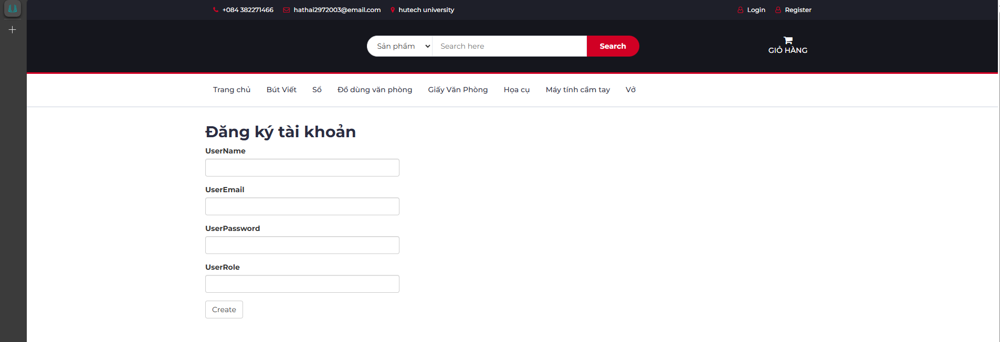 +084 382271466 hathai2972003@email.com hutech university Login Register
Sản phẩm Search here Search
GIỎ HÀNG
Trang chủ Bút Viết Sổ Đồ dùng văn phòng Giấy Văn Phòng Họa cụ Máy tính cầm tay Vở
Đăng ký tài khoản
UserName
UserEmail
UserPassword
UserRole
Create